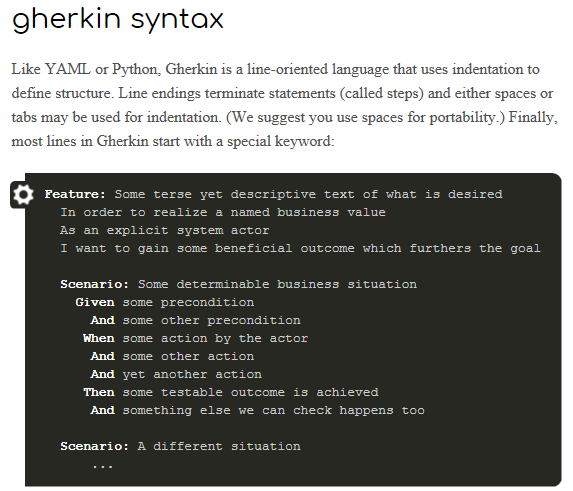 gherkin syntax
Like YAML or Python, Gherkin is a line-oriented language that uses indentation to
define structure. Line endings terminate statements (called steps) and either spaces or
tabs may be used for indentation. (We suggest you use spaces for portability.) Finally,
most lines in Gherkin start with a special keyword:
Feature: Some terse yet descriptive text of what is desired
In order to realize a named business value
As an explicit system actor
I want to gain some beneficial outcome which furthers the goal
Scenario: Some determinable business situation
Given some precondition
And some other precondition
When some action by the actor
And some other action
And yet another action
Then some testable outcome is achieved
And something else we can check happens too
Scenario: A different situation
...